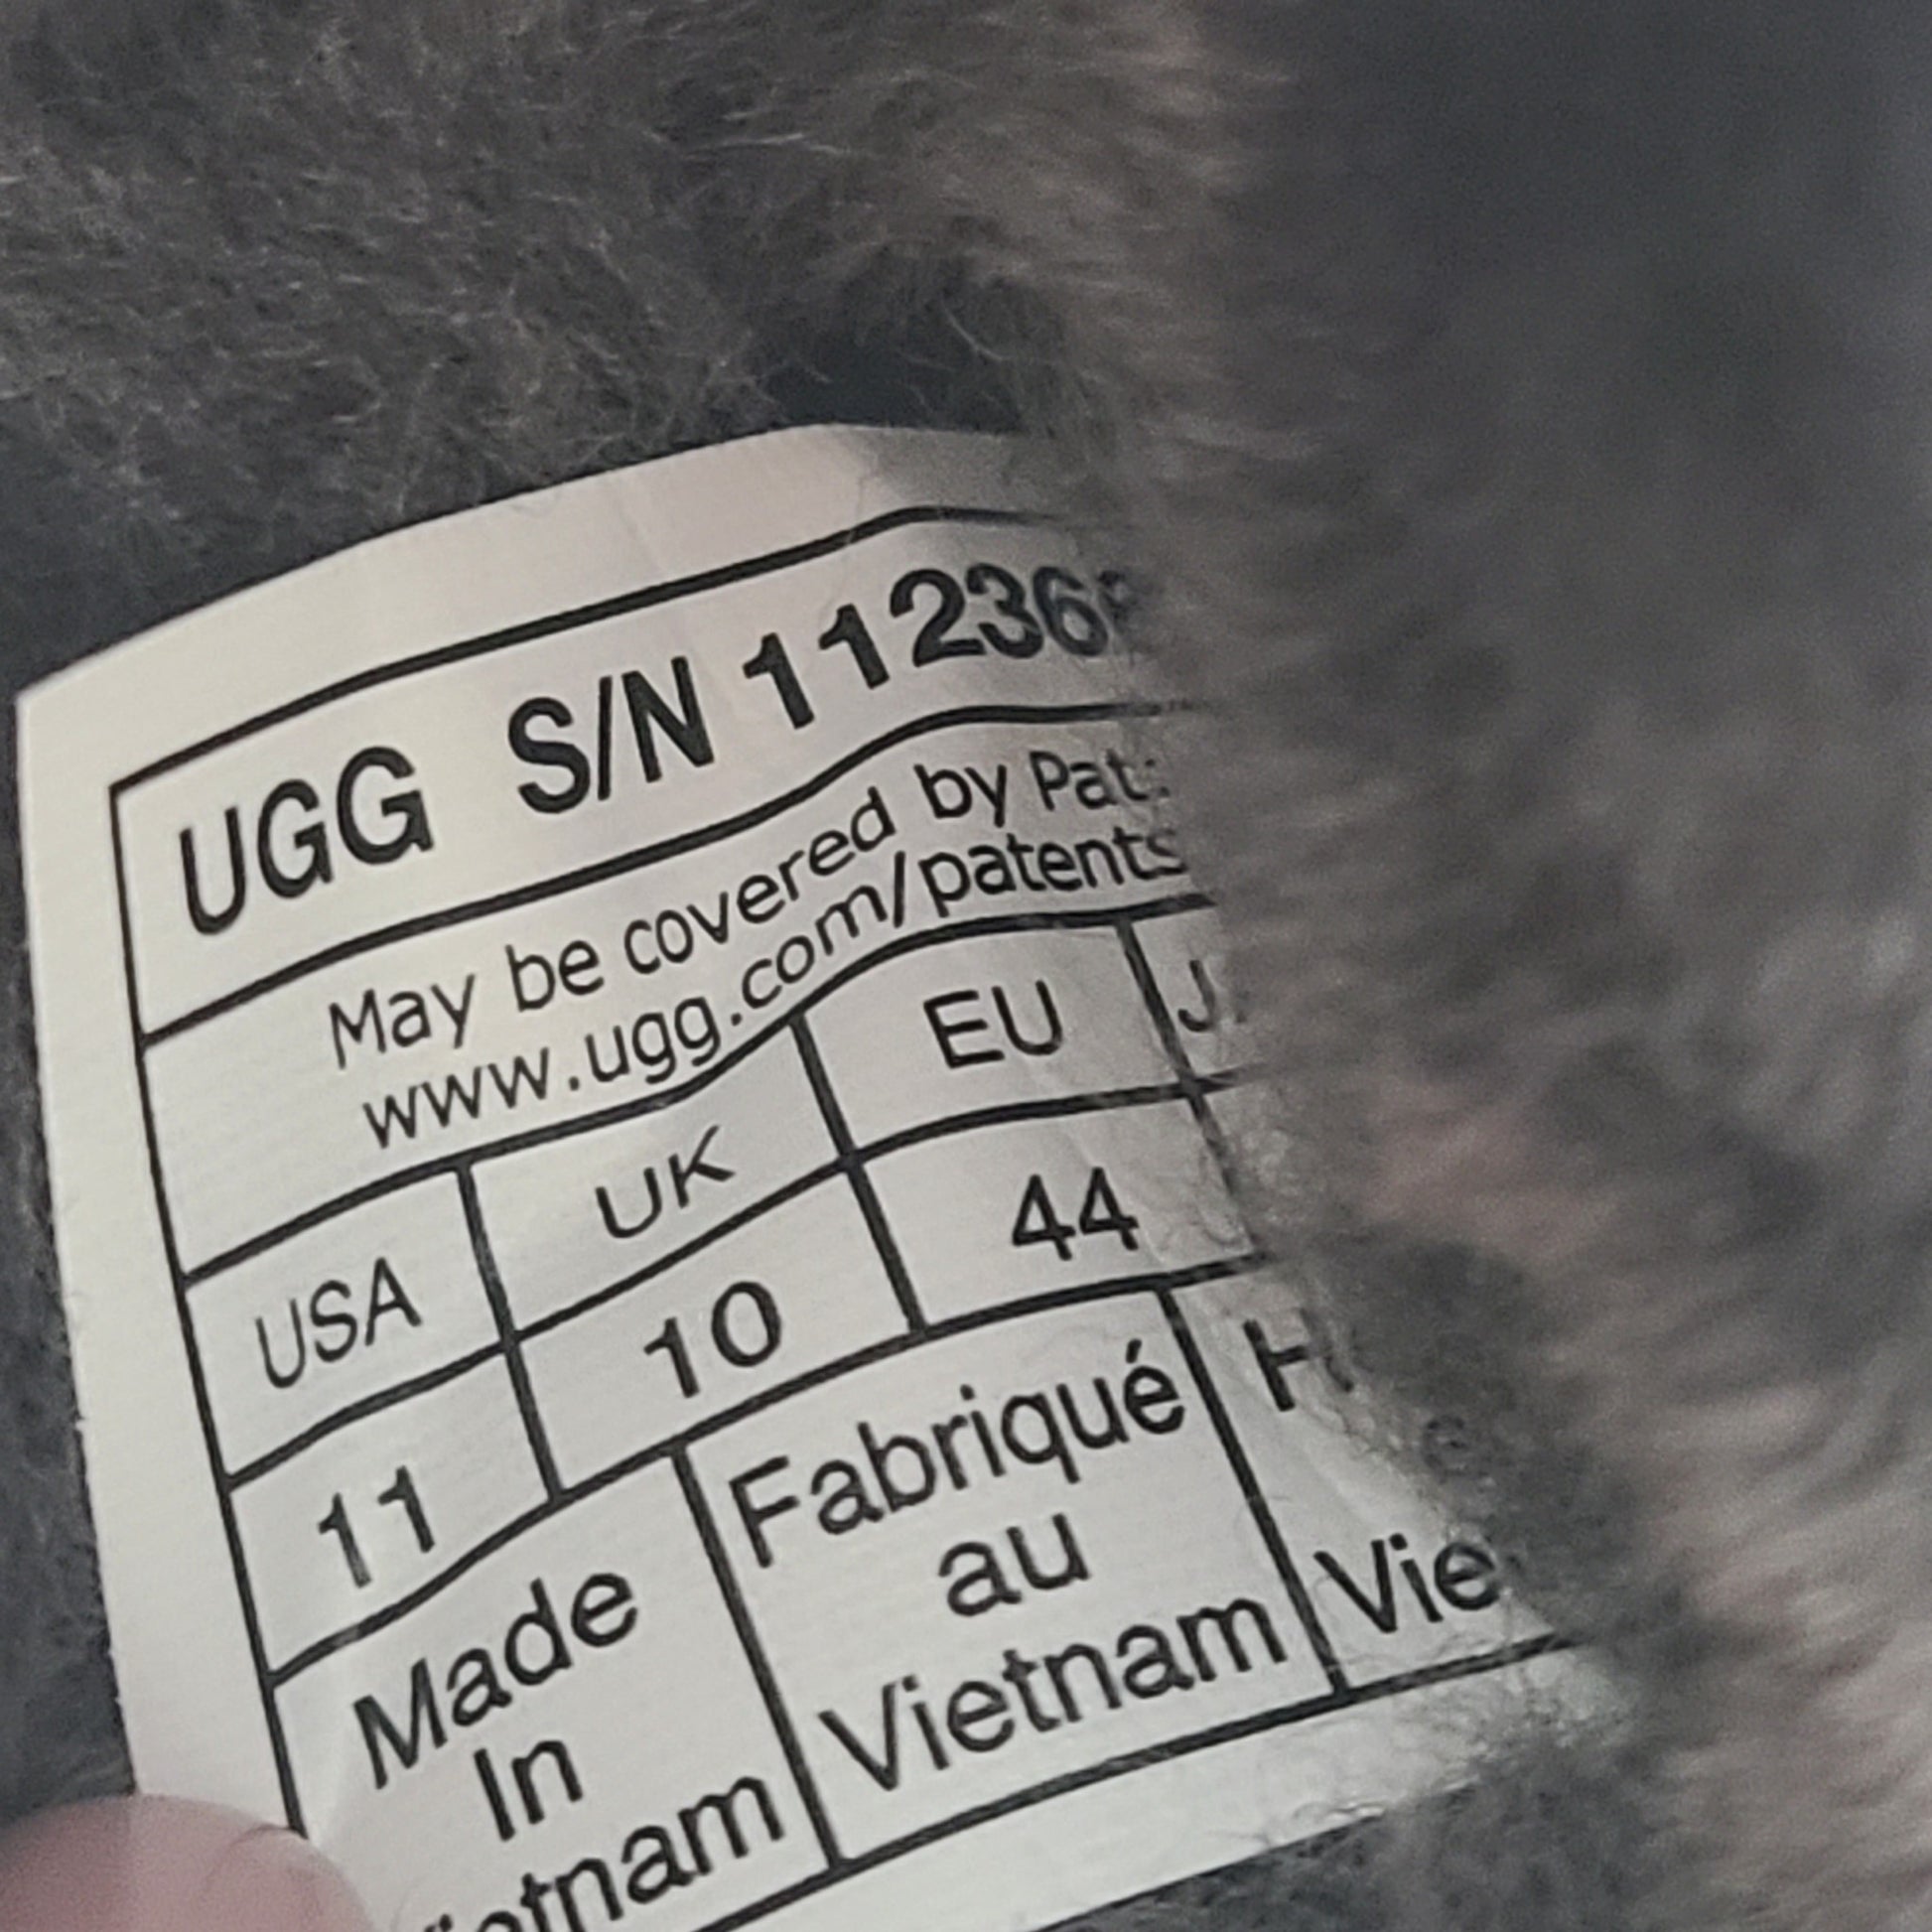 UGG S/N 11236
May be covered by Pat.:
www.ugg.com/patents
USA UK EU
11 10 44
Made
In
Fabriqué
au
Vietnam